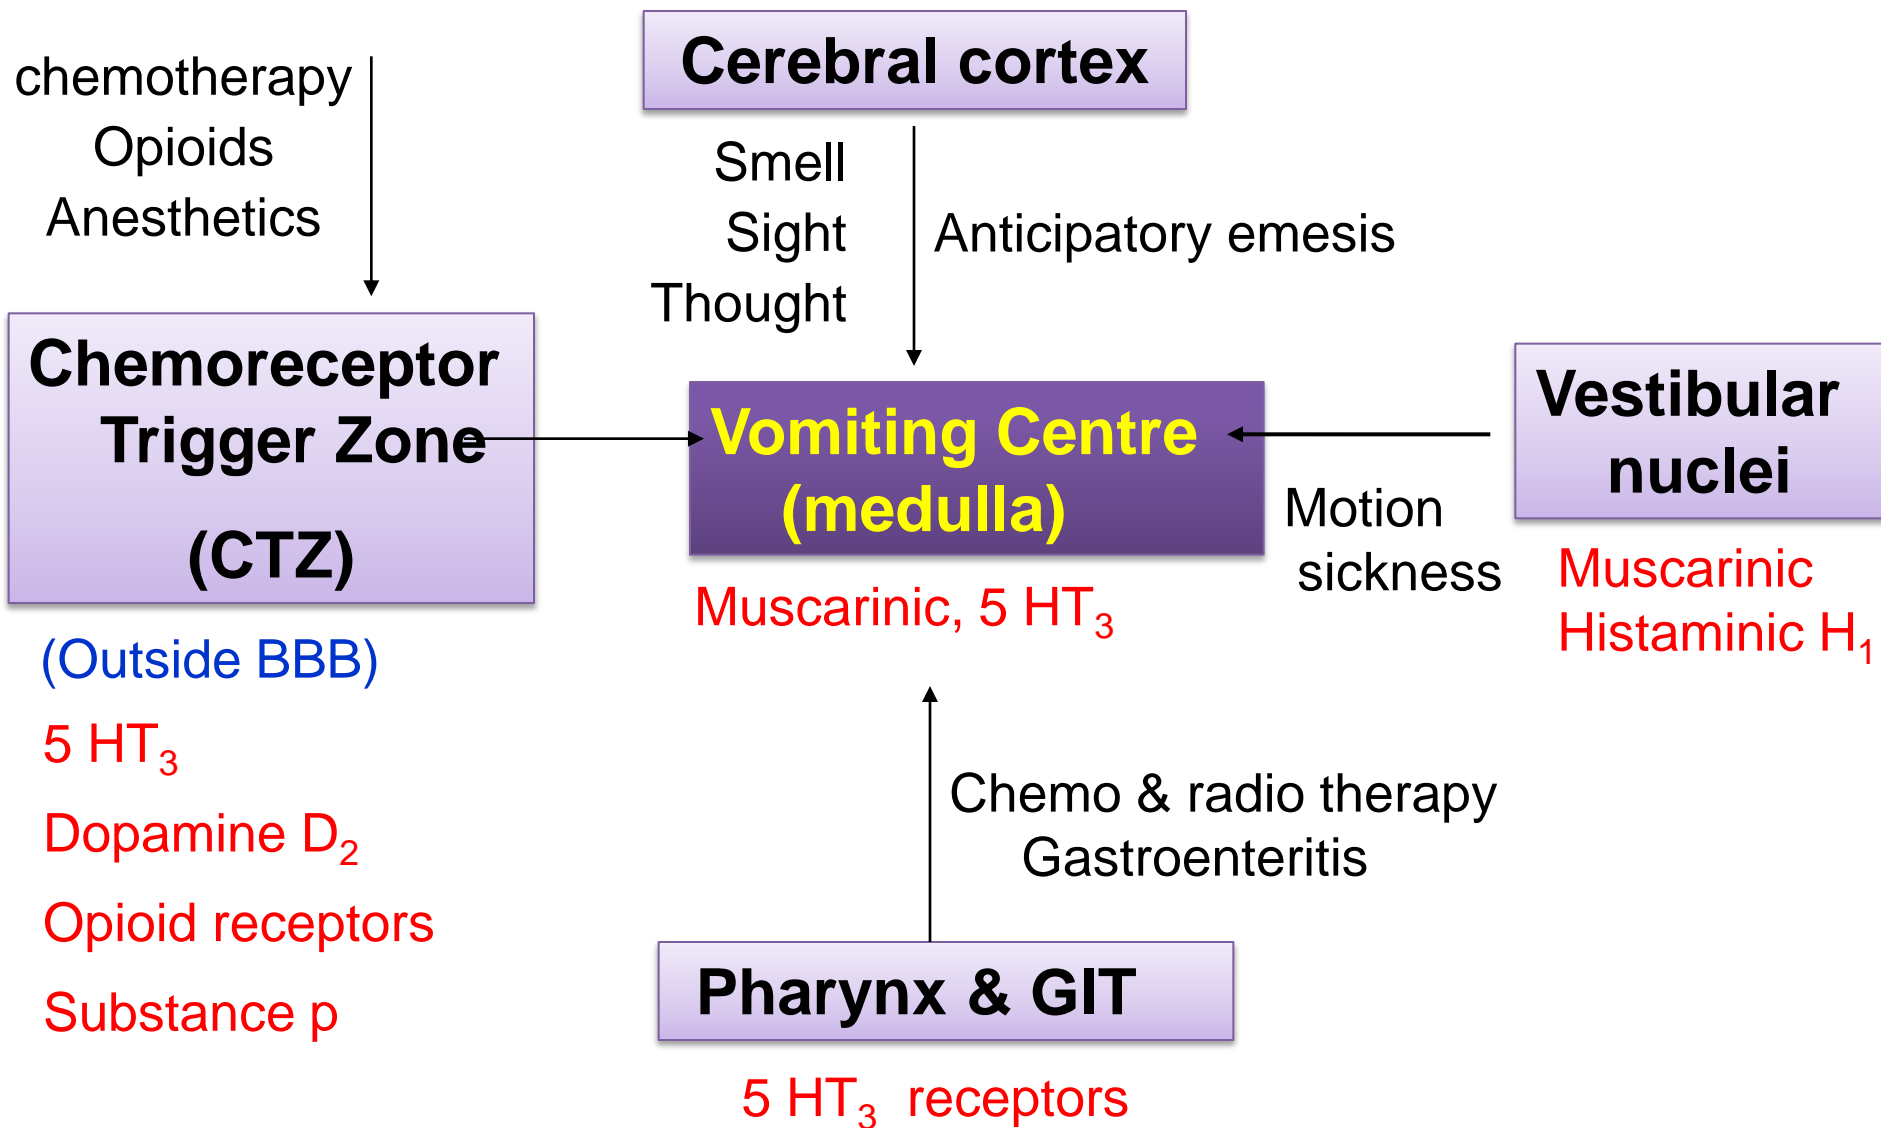 chemotherapy
Opioids
Anesthetics
Cerebral cortex
Smell
Sight
Thought
Anticipatory emesis
Chemoreceptor
Trigger Zone
(CTZ)
(Outside BBB)
5 HT₃
Dopamine D₂
Opioid receptors
Substance p
Vomiting Centre
(medulla)
Muscarinic, 5 HT₃
Motion
sickness
Vestibular
nuclei
Muscarinic
Histaminic H₁
Chemo & radio therapy
Gastroenteritis
Pharynx & GIT
5 HT₃ receptors